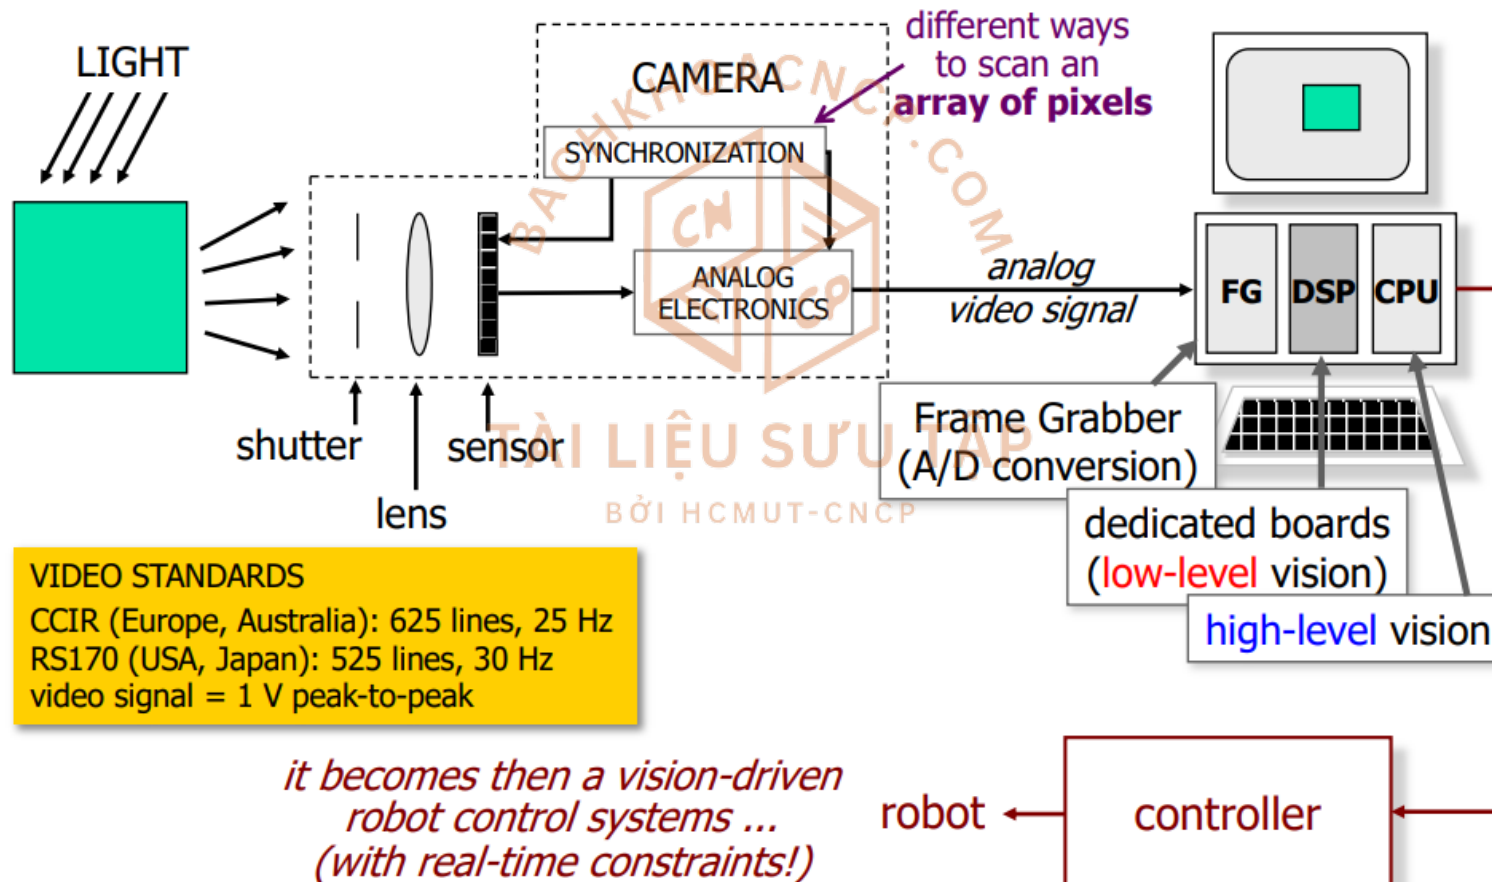 LIGHT
CAMERA
different ways
to scan an
array of pixels
SYNCHRONIZATION
ANALOG
ELECTRONICS
analog
video signal
FG
DSP
CPU
shutter
lens
sensor
Frame Grabber
(A/D conversion)
dedicated boards
(low-level vision)
high-level vision
BACHKHOACNCP.COM
CN
CP
TÀI LIỆU SƯU TẬP
BỞI HCMUT-CNCP
VIDEO STANDARDS
CCIR (Europe, Australia): 625 lines, 25 Hz
RS170 (USA, Japan): 525 lines, 30 Hz
video signal = 1 V peak-to-peak
it becomes then a vision-driven
robot control systems ...
(with real-time constraints!)
robot
controller